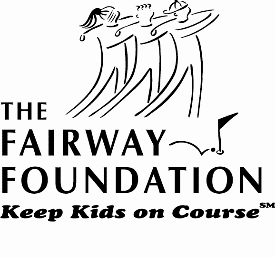 THE
FAIRWAY
FOUNDATION
Keep Kids on Course℠